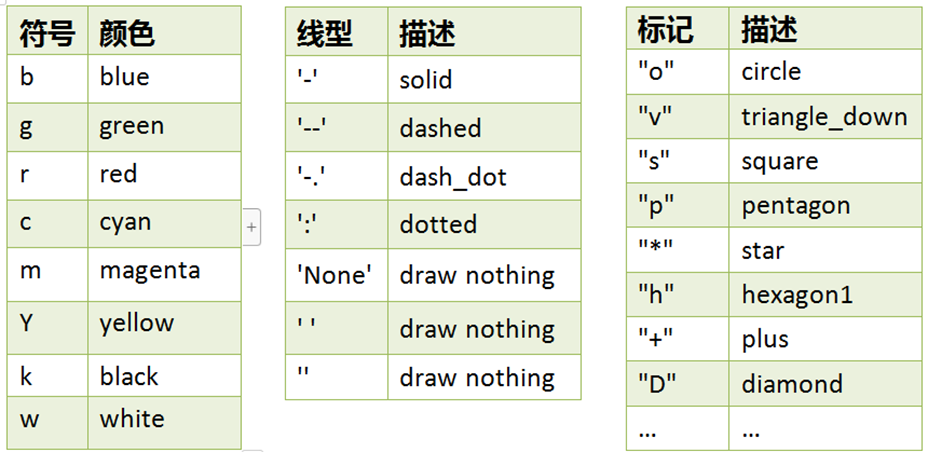 符号 颜色
b blue
g green
r red
c cyan
m magenta
Y yellow
k black
w white
+
线型 描述
'-' solid
'--' dashed
'-.' dash_dot
':' dotted
'None' draw nothing
' ' draw nothing
'' draw nothing
标记 描述
"o" circle
"v" triangle_down
"s" square
"p" pentagon
"*" star
"h" hexagon1
"+" plus
"D" diamond
... ...